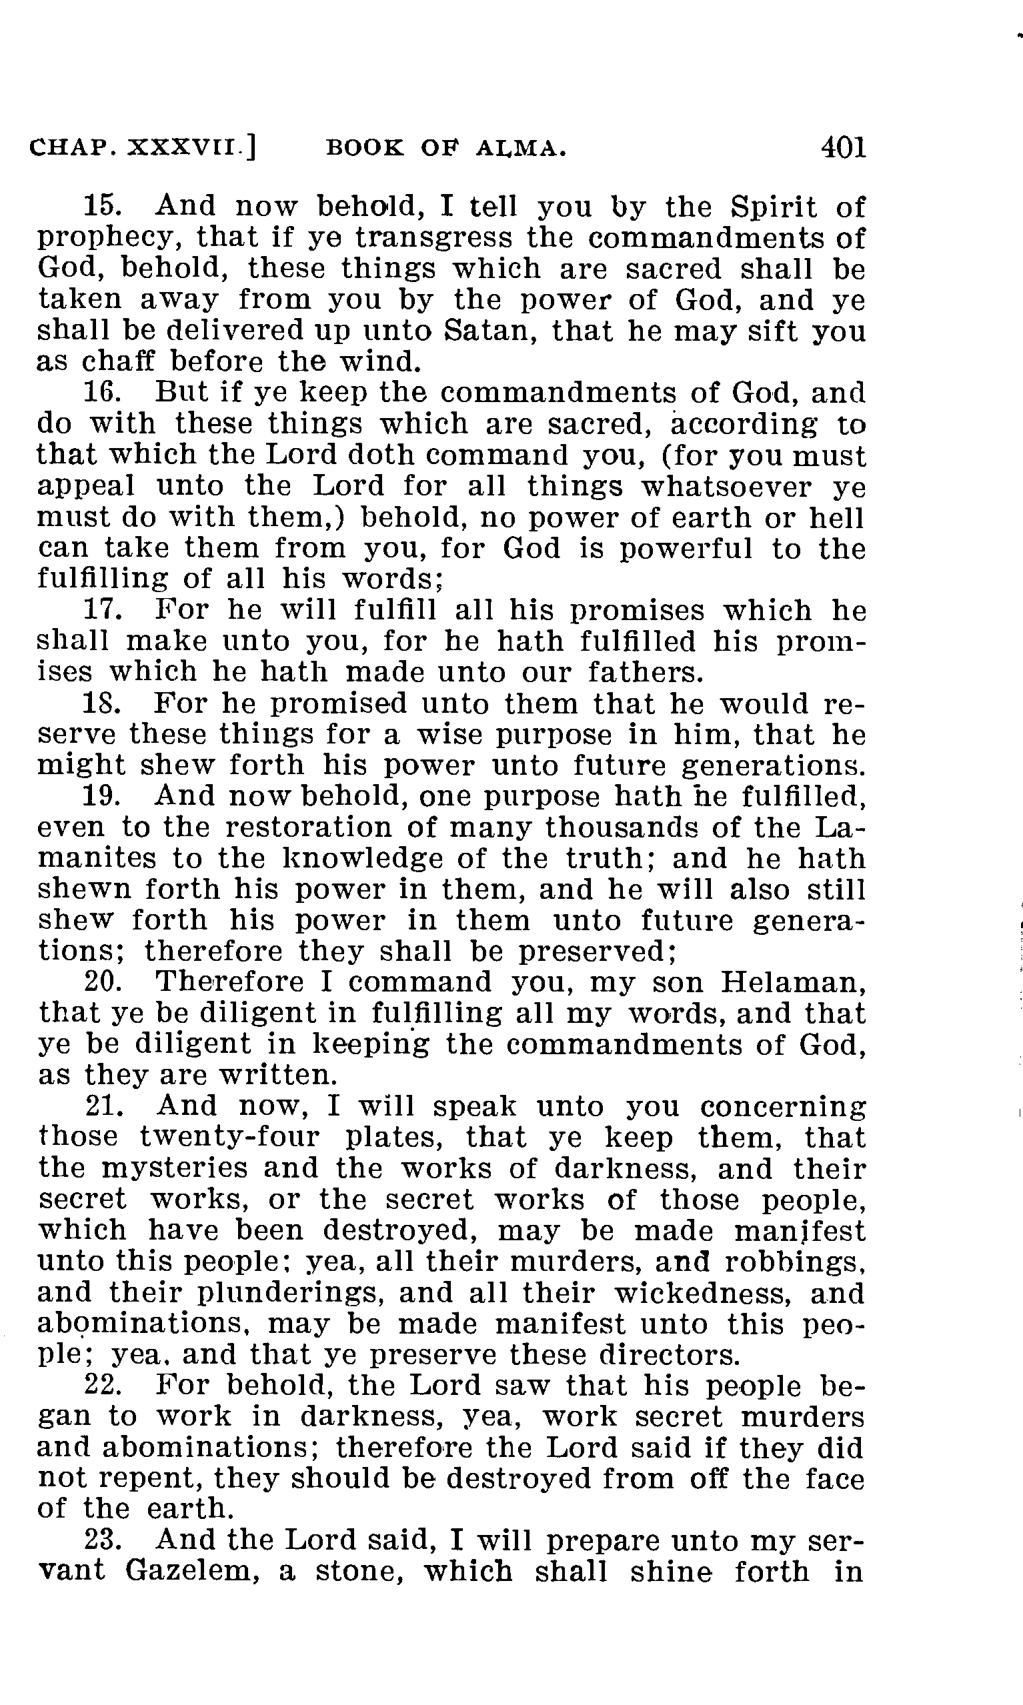 CHAP. XXXVII.] BOOK OF ALMA. 401
15. And now behold, I tell you by the Spirit of
prophecy, that if ye transgress the commandments of
God, behold, these things which are sacred shall be
taken away from you by the power of God, and ye
shall be delivered up unto Satan, that he may sift you
as chaff before the wind.
16. But if ye keep the commandments of God, and
do with these things which are sacred, according to
that which the Lord doth command you, (for you must
appeal unto the Lord for all things whatsoever ye
must do with them,) behold, no power of earth or hell
can take them from you, for God is powerful to the
fulfilling of all his words;
17. For he will fulfill all his promises which he
shall make unto you, for he hath fulfilled his prom-
ises which he hath made unto our fathers.
18. For he promised unto them that he would re-
serve these things for a wise purpose in him, that he
might shew forth his power unto future generations.
19. And now behold, one purpose hath he fulfilled,
even to the restoration of many thousands of the La-
manites to the knowledge of the truth; and he hath
shewn forth his power in them, and he will also still
shew forth his power in them unto future genera-
tions; therefore they shall be preserved;
20. Therefore I command you, my son Helaman,
that ye be diligent in fulfilling all my words, and that
ye be diligent in keeping the commandments of God,
as they are written.
21. And now, I will speak unto you concerning
those twenty-four plates, that ye keep them, that
the mysteries and the works of darkness, and their
secret works, or the secret works of those people,
which have been destroyed, may be made manifest
unto this people; yea, all their murders, and robbings,
and their plunderings, and all their wickedness, and
abominations, may be made manifest unto this peo-
ple; yea, and that ye preserve these directors.
22. For behold, the Lord saw that his people be-
gan to work in darkness, yea, work secret murders
and abominations; therefore the Lord said if they did
not repent, they should be destroyed from off the face
of the earth.
23. And the Lord said, I will prepare unto my ser-
vant Gazelem, a stone, which shall shine forth in